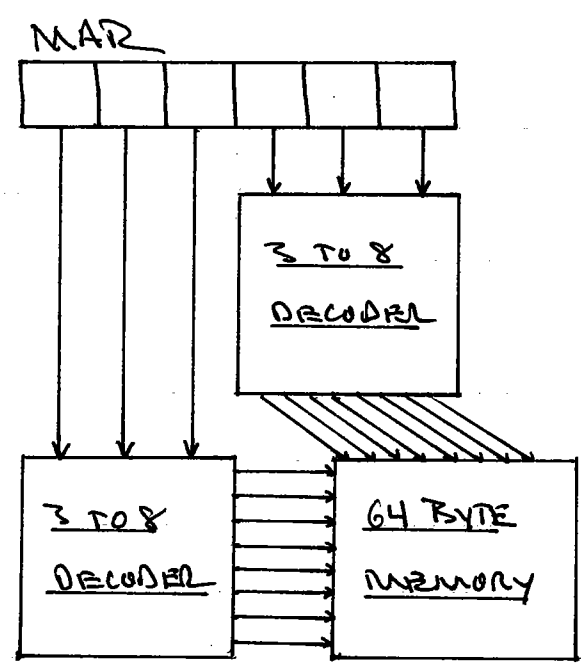 MAR
3 TO 8
DECODER
3 TO 8
DECODER
64 BYTE
MEMORY